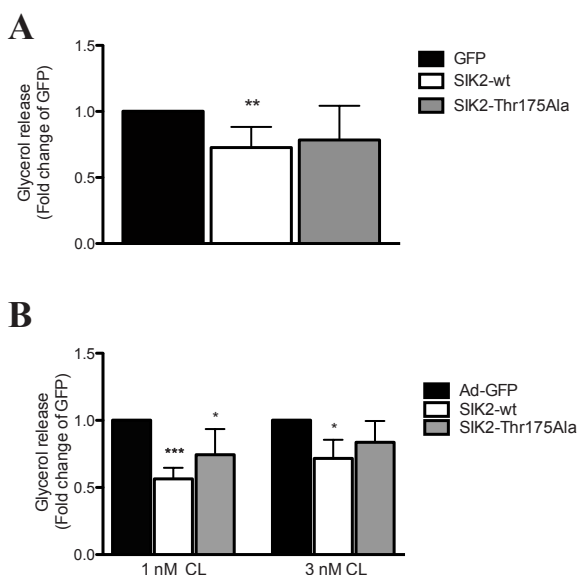 A
Glycerol release
(Fold change of GFP)
1.5
1.0
0.5
0.0
**
GFP
SIK2-wt
SIK2-Thr175Ala
B
Glycerol release
(Fold change of GFP)
1.5
1.0
0.5
0.0
***
*
*
1 nM CL
3 nM CL
Ad-GFP
SIK2-wt
SIK2-Thr175Ala